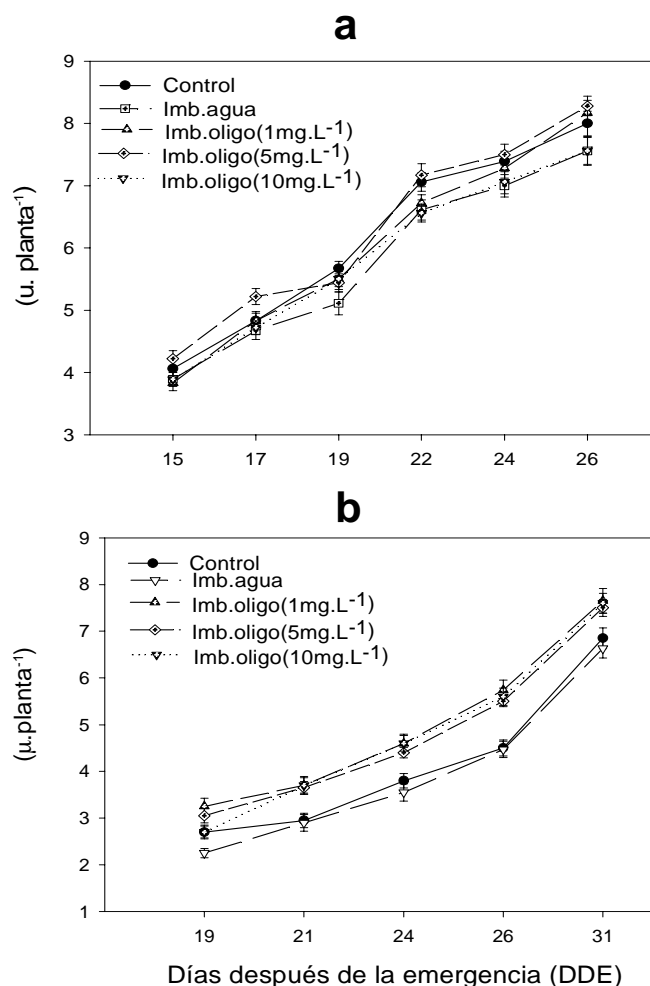 a
9
8
7
6
5
4
3
(u. planta-1)
Control
Imb.agua
Imb.oligo(1mg.L-1)
Imb.oligo(5mg.L-1)
Imb.oligo(10mg.L-1)
15 17 19 22 24 26
b
9
8
7
6
5
4
3
2
1
(µ.planta-1)
Control
Imb.agua
Imb.oligo(1mg.L-1)
Imb.oligo(5mg.L-1)
Imb.oligo(10mg.L-1)
19 21 24 26 31
Días después de la emergencia (DDE)